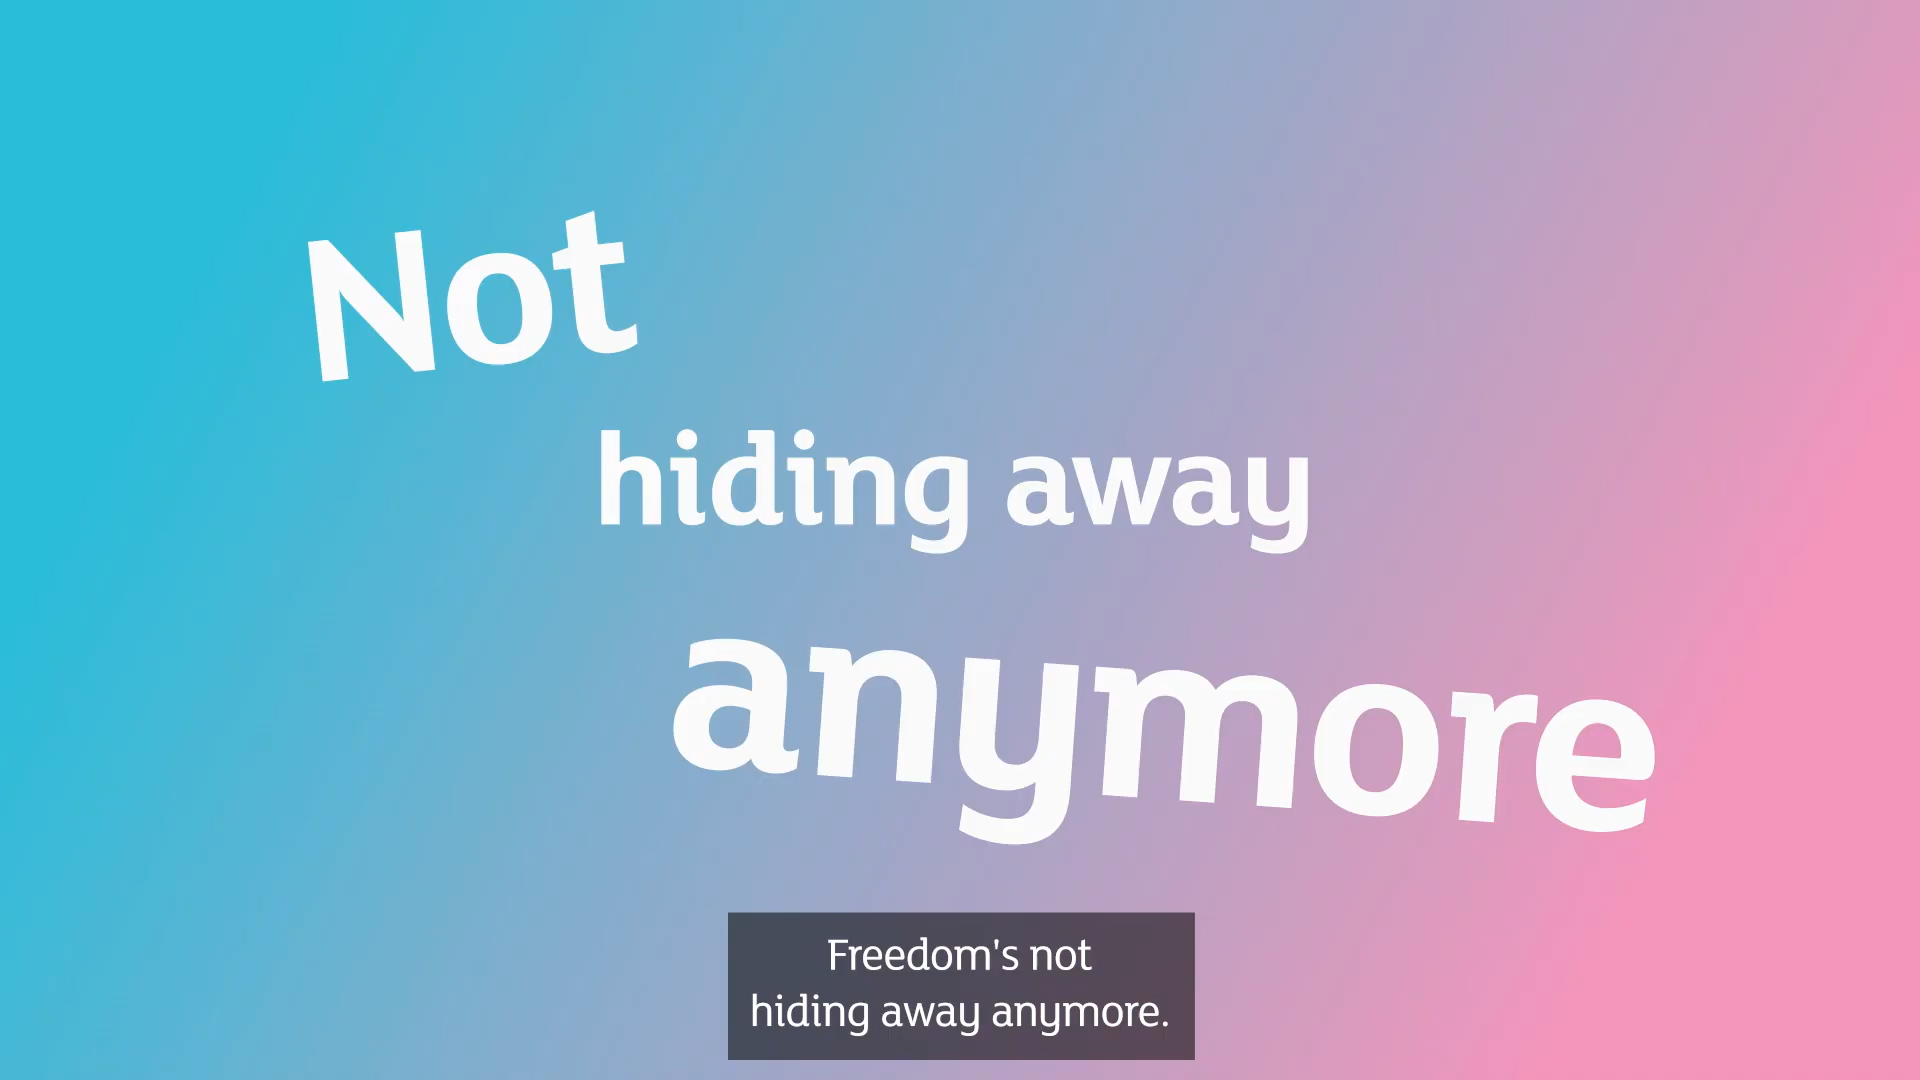 Not
hiding away
anymore
Freedom's not
hiding away anymore.